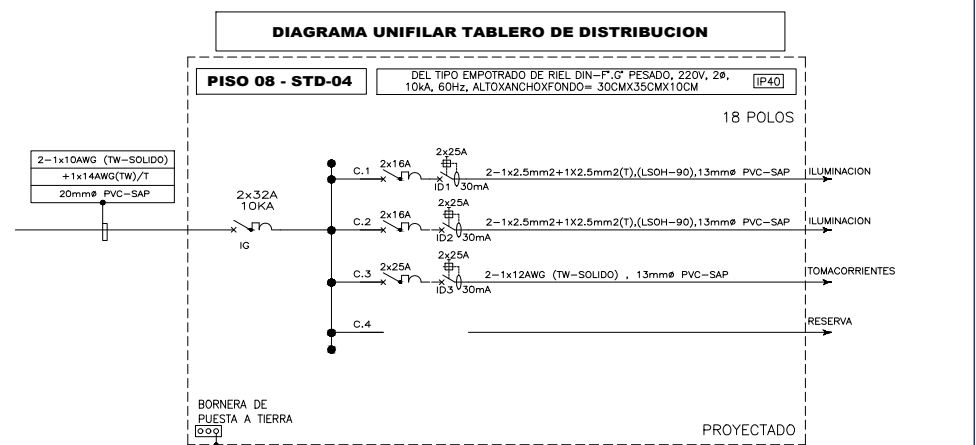 DIAGRAMA UNIFILAR TABLERO DE DISTRIBUCION
PISO 08 - STD-04
DEL TIPO EMPOTRADO DE RIEL DIN-F°.G° PESADO, 220V, 2ø,
10kA, 60Hz, ALTOXANCHOXFONDO= 30CMX35CMX10CM
IP40
18 POLOS
2-1x10AWG (TW-SOLIDO)
+1x14AWG(TW)/T
20mmø PVC-SAP
2x32A
10KA
IG
C.1
2x16A
2x25A
ID1
30mA
2-1x2.5mm2+1X2.5mm2(T),(LSOH-90),13mmø PVC-SAP
ILUMINACION
C.2
2x16A
2x25A
ID2
30mA
2-1x2.5mm2+1X2.5mm2(T),(LSOH-90),13mmø PVC-SAP
ILUMINACION
C.3
2x25A
2x25A
ID3
30mA
2-1x12AWG (TW-SOLIDO) , 13mmø PVC-SAP
TOMACORRIENTES
C.4
RESERVA
BORNERA DE
PUESTA A TIERRA
PROYECTADO